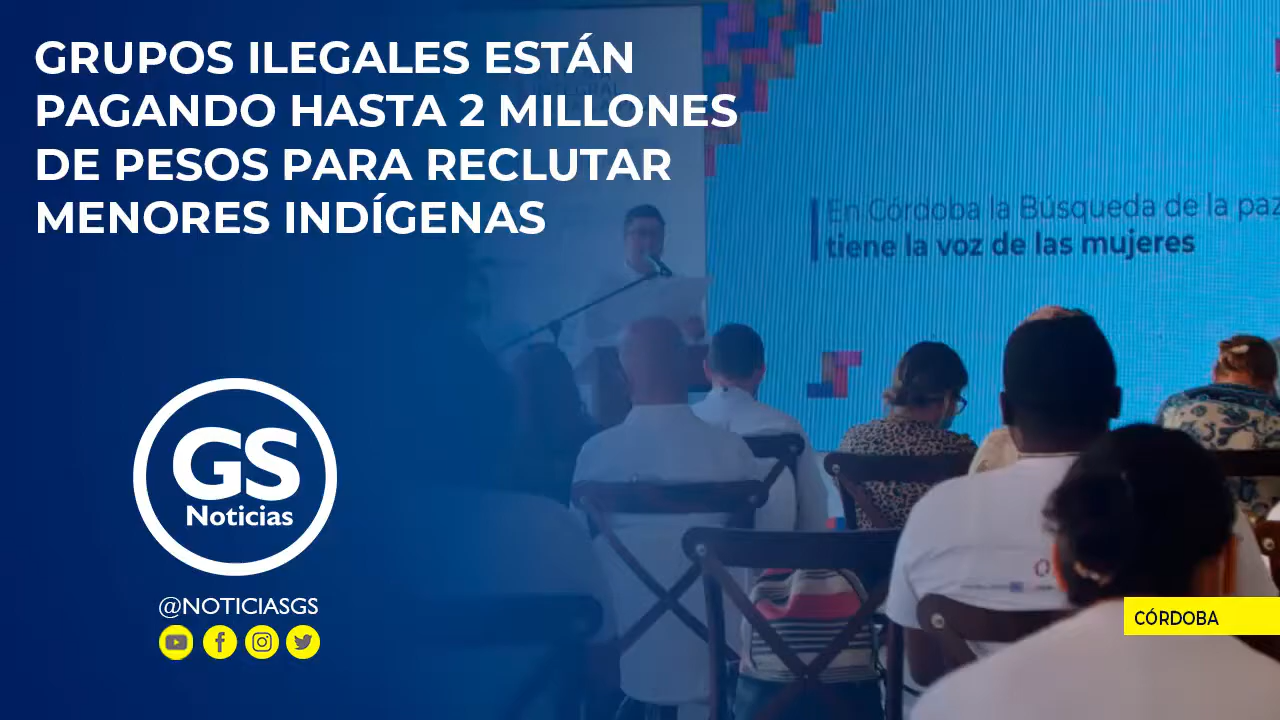 GRUPOS ILEGALES ESTÁN
PAGANDO HASTA 2 MILLONES
DE PESOS PARA RECLUTAR
MENORES INDÍGENAS
En Córdoba la Búsqueda de la paz
tiene la voz de las mujeres
GS
Noticias
@NOTICIASGS
CÓRDOBA